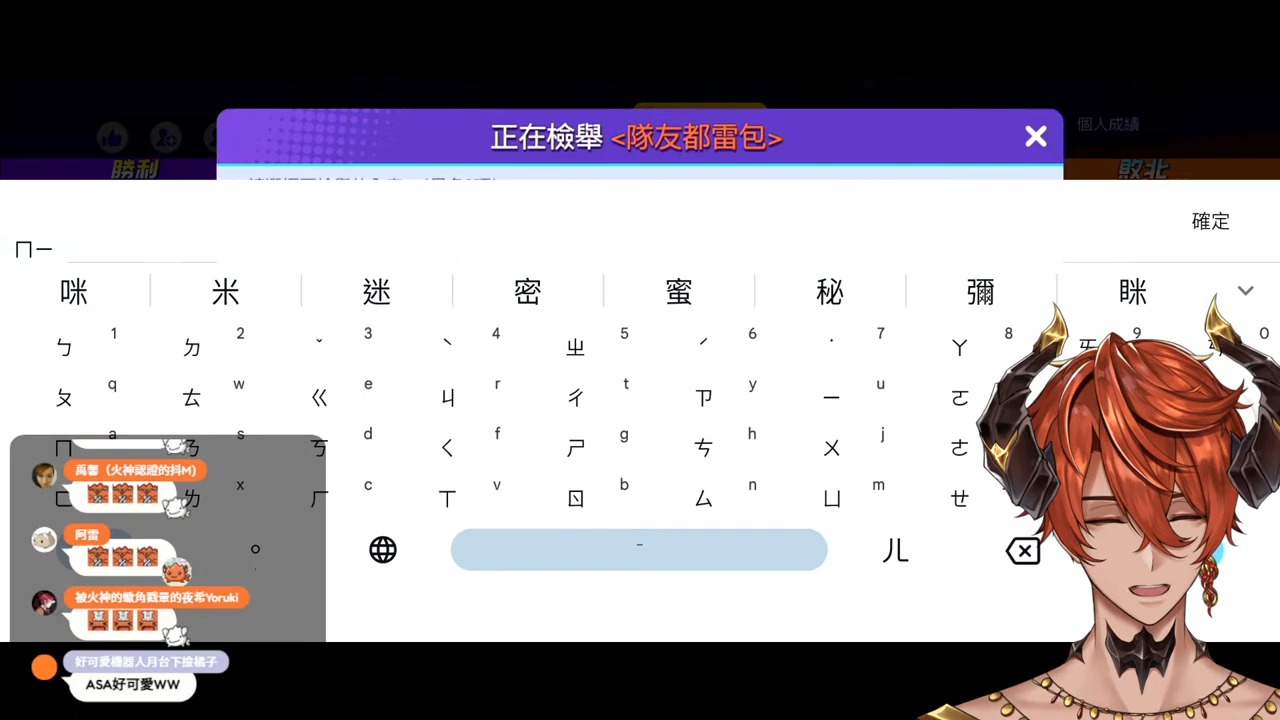 正在檢舉 <隊友都雷包>
個人成績
勝利
敗北
確定
ㄇㄧ
咪 米 迷 密 蜜 秘 彌 眯
1 2 3 4 5 6 7 8 9 0
ㄅ ㄉ ˇ ˋ ㄓ ˊ ˙ ㄚ ㄞ ㄢ
q w e r t y u
ㄆ ㄊ ㄍ ㄐ ㄔ ㄗ ㄧ ㄛ
a s d f g h j
ㄇ ㄋ ㄎ ㄑ ㄕ ㄘ ㄨ ㄜ
x c v b n m
ㄈ ㄌ ㄏ ㄒ ㄖ ㄙ ㄩ ㄝ
。 ˉ ㄦ
禹馨（火神認證的抖M）
阿雷
被火神的蠍角戳暈的夜希Yoruki
好可愛機器人月台下撿橘子
ASA好可愛WW